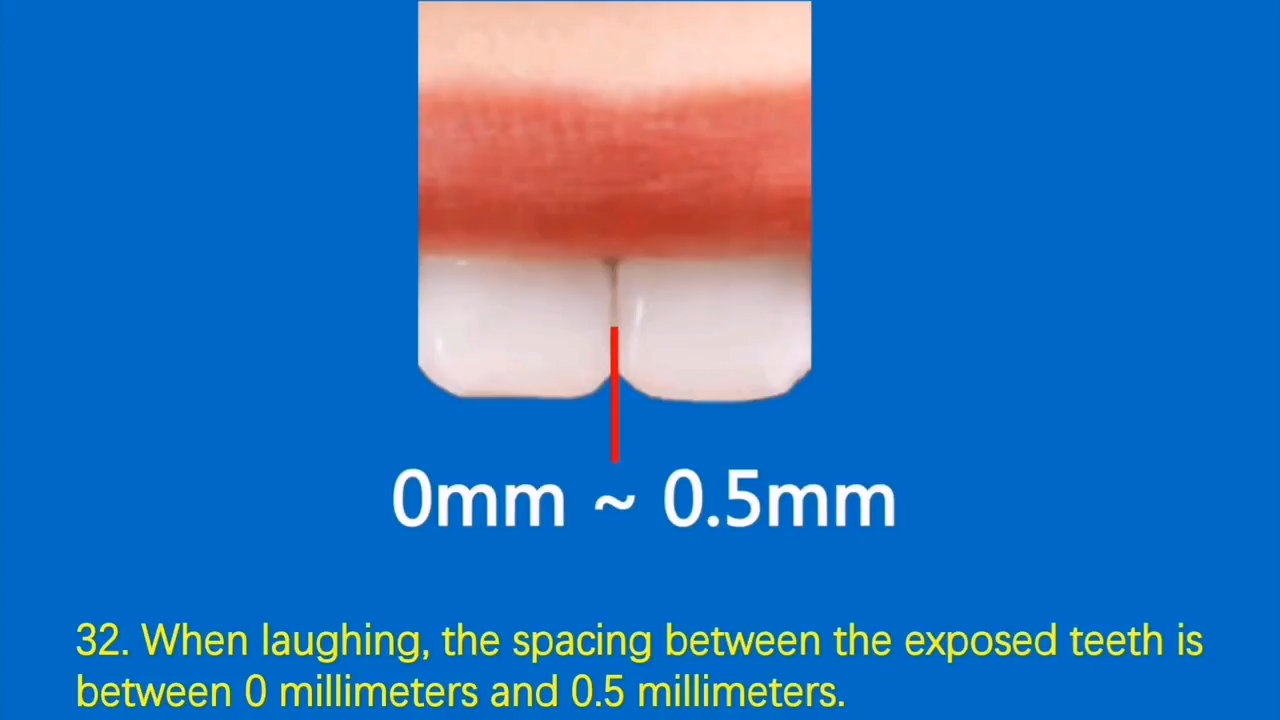 0mm ~ 0.5mm
32. When laughing, the spacing between the exposed teeth is
between 0 millimeters and 0.5 millimeters.